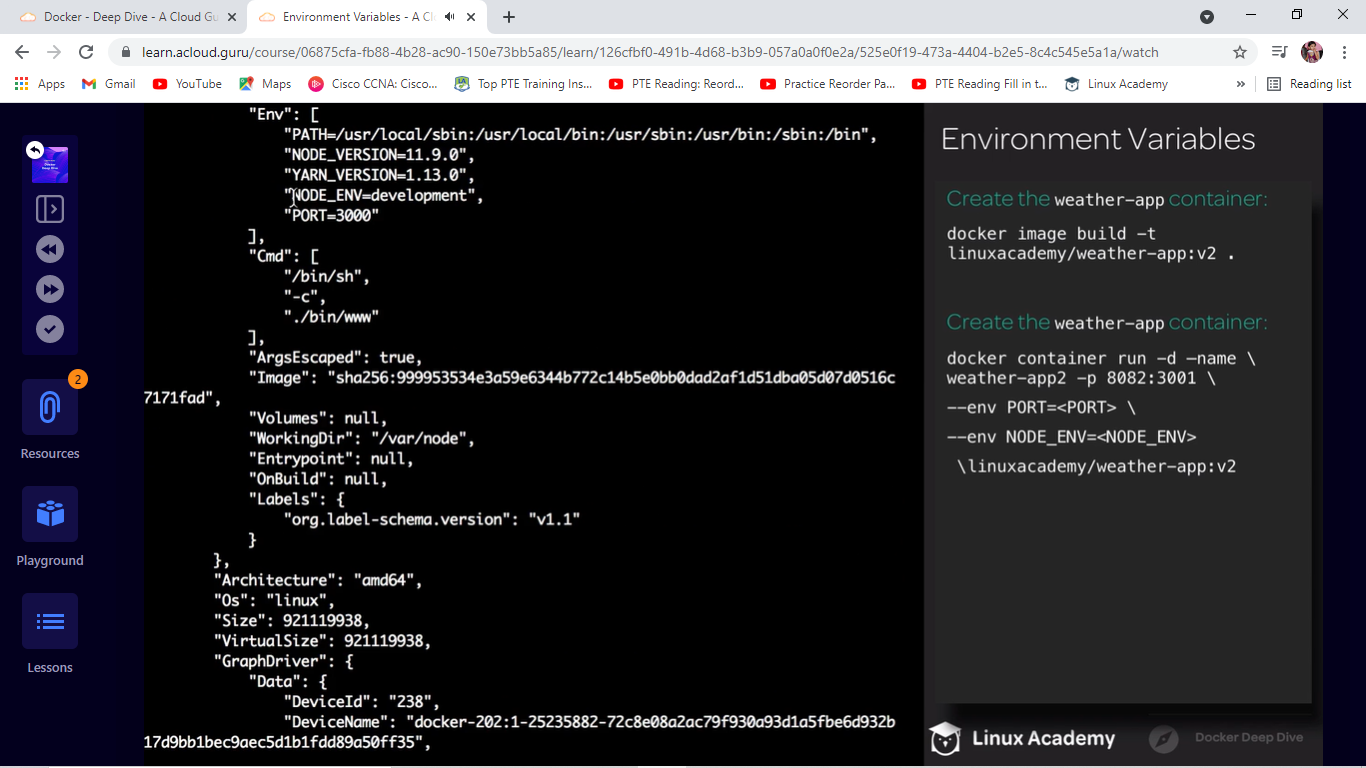 Docker - Deep Dive - A Cloud Gu
Environment Variables - A Cl
learn.acloud.guru/course/06875cfa-fb88-4b28-ac90-150e73bb5a85/learn/126cfbf0-491b-4d68-b3b9-057a0a0f0e2a/525e0f19-473a-4404-b2e5-8c4c545e5a1a/watch
Apps
Gmail
YouTube
Maps
Cisco CCNA: Cisco...
Top PTE Training Ins...
PTE Reading: Reord...
Practice Reorder Pa...
PTE Reading Fill in t...
Linux Academy
»
Reading list
Docker
Deep Dive
2
Resources
Playground
Lessons
"Env": [
"PATH=/usr/local/sbin:/usr/local/bin:/usr/sbin:/usr/bin:/sbin:/bin",
"NODE_VERSION=11.9.0",
"YARN_VERSION=1.13.0",
"NODE_ENV=development",
"PORT=3000"
],
"Cmd": [
"/bin/sh",
"-c",
"./bin/www"
],
"ArgsEscaped": true,
"Image": "sha256:999953534e3a59e6344b772c14b5e0bb0dad2af1d51dba05d07d0516c
7171fad",
"Volumes": null,
"WorkingDir": "/var/node",
"Entrypoint": null,
"OnBuild": null,
"Labels": {
"org.label-schema.version": "v1.1"
}
},
"Architecture": "amd64",
"Os": "linux",
"Size": 921119938,
"VirtualSize": 921119938,
"GraphDriver": {
"Data": {
"DeviceId": "238",
"DeviceName": "docker-202:1-25235882-72c8e08a2ac79f930a93d1a5fbe6d932b
17d9bb1bec9aec5d1b1fdd89a50ff35",
Environment Variables
Create the weather-app container:
docker image build -t
linuxacademy/weather-app:v2 .
Create the weather-app container:
docker container run -d –name \
weather-app2 -p 8082:3001 \
--env PORT=<PORT> \
--env NODE_ENV=<NODE_ENV>
\linuxacademy/weather-app:v2
Linux Academy
Docker Deep Dive